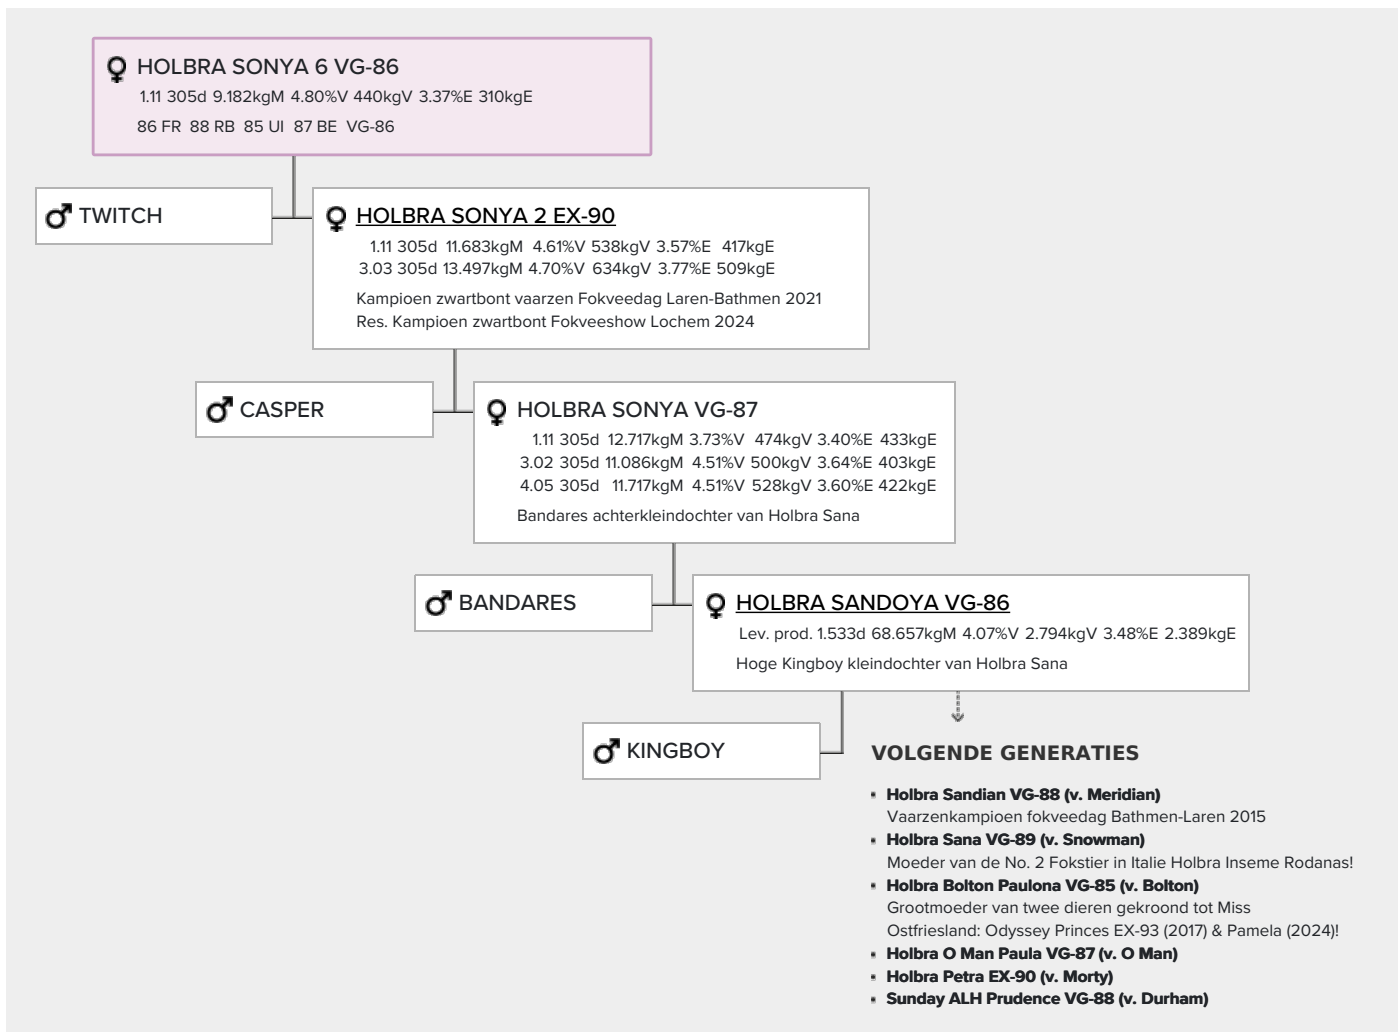 HOLBRA SONYA 6 VG-86
1.11 305d 9.182kgM 4.80%V 440kgV 3.37%E 310kgE
86 FR 88 RB 85 UI 87 BE VG-86
TWITCH
HOLBRA SONYA 2 EX-90
1.11 305d 11.683kgM 4.61%V 538kgV 3.57%E 417kgE
3.03 305d 13.497kgM 4.70%V 634kgV 3.77%E 509kgE
Kampioen zwartbont vaarzen Fokveedag Laren-Bathmen 2021
Res. Kampioen zwartbont Fokveeshow Lochem 2024
CASPER
HOLBRA SONYA VG-87
1.11 305d 12.717kgM 3.73%V 474kgV 3.40%E 433kgE
3.02 305d 11.086kgM 4.51%V 500kgV 3.64%E 403kgE
4.05 305d 11.717kgM 4.51%V 528kgV 3.60%E 422kgE
Bandares achterkleindochter van Holbra Sana
BANDARES
HOLBRA SANDOYA VG-86
Lev. prod. 1.533d 68.657kgM 4.07%V 2.794kgV 3.48%E 2.389kgE
Hoge Kingboy kleindochter van Holbra Sana
KINGBOY
VOLGENDE GENERATIES
Holbra Sandian VG-88 (v. Meridian)
Vaarzenkampioen fokveedag Bathmen-Laren 2015
Holbra Sana VG-89 (v. Snowman)
Moeder van de No. 2 Fokstier in Italie Holbra Inseme Rodanas!
Holbra Bolton Paulona VG-85 (v. Bolton)
Grootmoeder van twee dieren gekroond tot Miss
Ostfriesland: Odyssey Princes EX-93 (2017) & Pamela (2024)!
Holbra O Man Paula VG-87 (v. O Man)
Holbra Petra EX-90 (v. Morty)
Sunday ALH Prudence VG-88 (v. Durham)